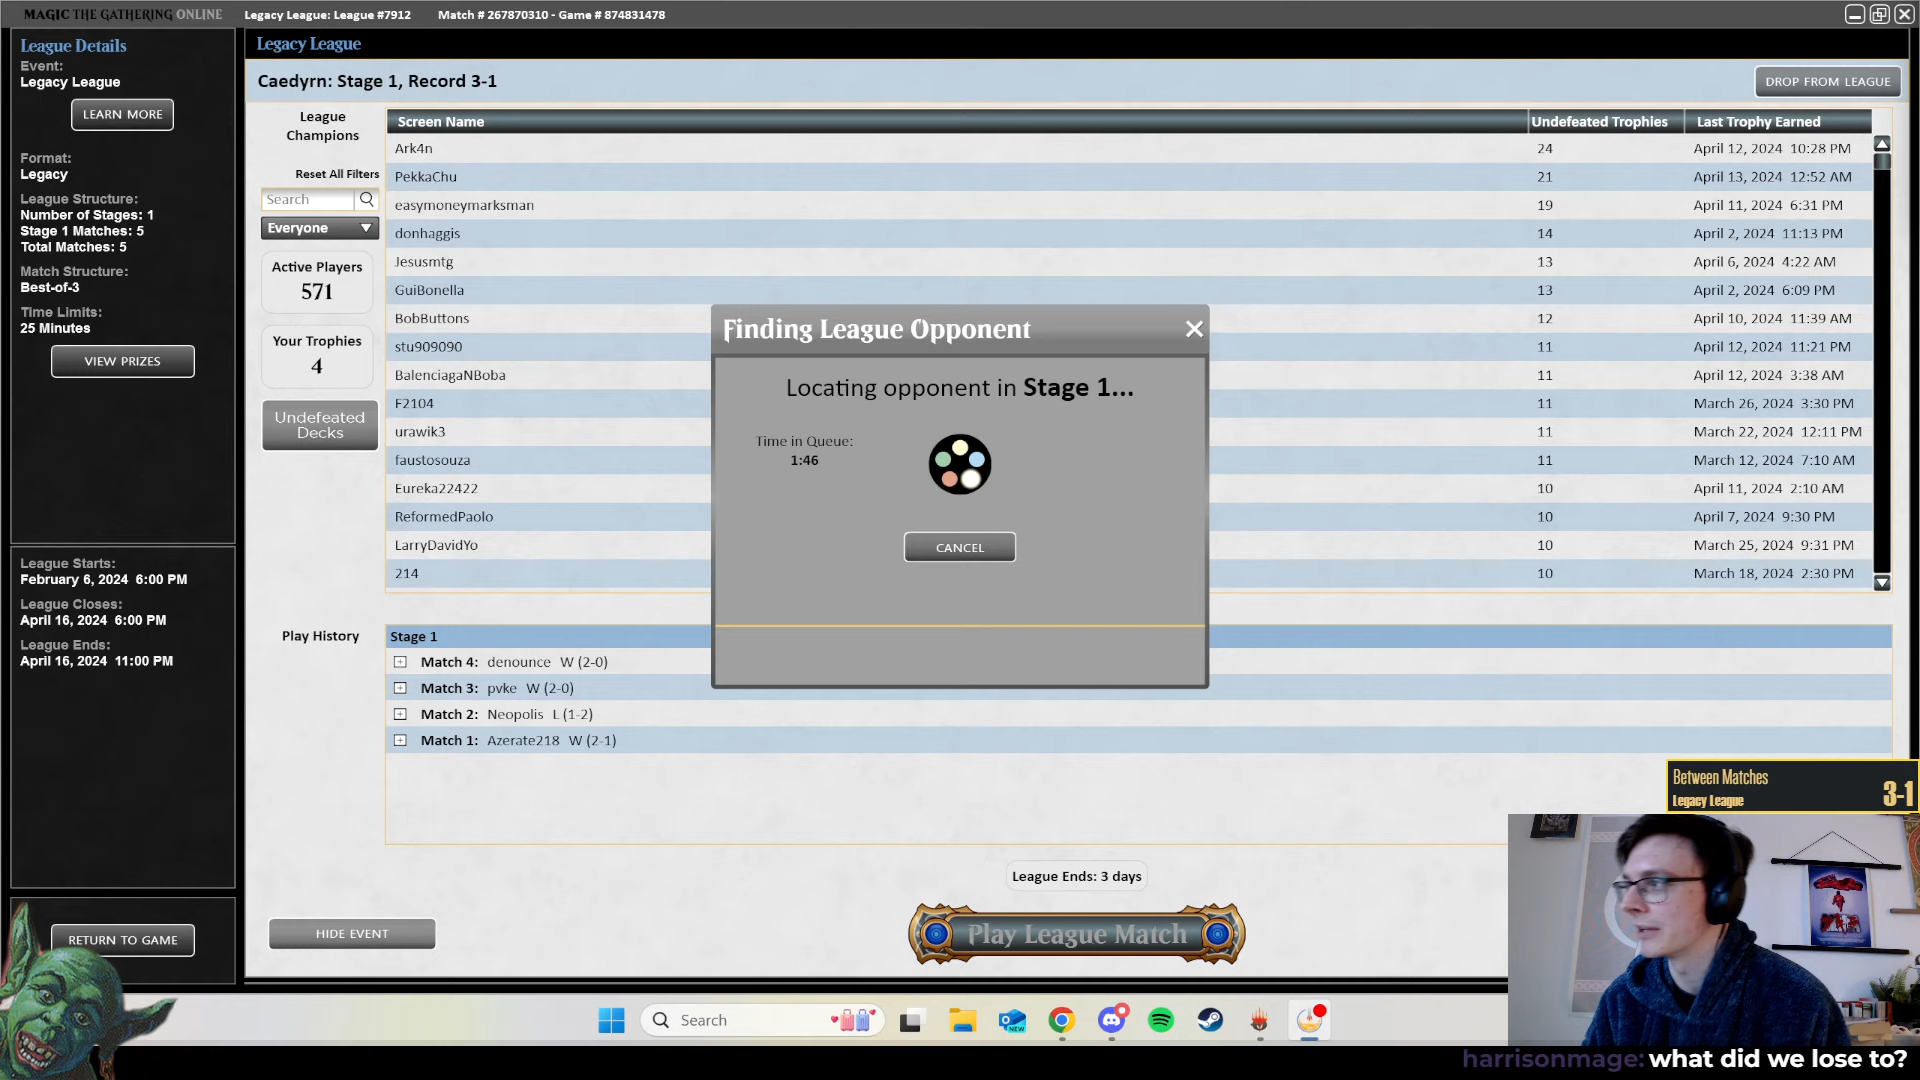 MAGIC THE GATHERING ONLINE
Legacy League: League #7912
Match # 267870310 - Game # 874831478
League Details
Event:
Legacy League
LEARN MORE
Format:
Legacy
League Structure:
Number of Stages: 1
Stage 1 Matches: 5
Total Matches: 5
Match Structure:
Best-of-3
Time Limits:
25 Minutes
VIEW PRIZES
League Starts:
February 6, 2024 6:00 PM
League Closes:
April 16, 2024 6:00 PM
League Ends:
April 16, 2024 11:00 PM
RETURN TO GAME
Legacy League
Caedyrn: Stage 1, Record 3-1
DROP FROM LEAGUE
League
Champions
Reset All Filters
Search
Everyone
Active Players
571
Your Trophies
4
Undefeated
Decks
Screen Name Undefeated Trophies Last Trophy Earned
Ark4n 24 April 12, 2024 10:28 PM
PekkaChu 21 April 13, 2024 12:52 AM
easymoneymarksman 19 April 11, 2024 6:31 PM
donhaggis 14 April 2, 2024 11:13 PM
Jesusmtg 13 April 6, 2024 4:22 AM
GuiBonella 13 April 2, 2024 6:09 PM
BobButtons 12 April 10, 2024 11:39 AM
stu909090 11 April 12, 2024 11:21 PM
BalenciagaNBoba 11 April 12, 2024 3:38 AM
F2104 11 March 26, 2024 3:30 PM
urawik3 11 March 22, 2024 12:11 PM
faustosouza 11 March 12, 2024 7:10 AM
Eureka22422 10 April 11, 2024 2:10 AM
ReformedPaolo 10 April 7, 2024 9:30 PM
LarryDavidYo 10 March 25, 2024 9:31 PM
214 10 March 18, 2024 2:30 PM
Finding League Opponent
Locating opponent in Stage 1...
Time in Queue:
1:46
CANCEL
Play History
Stage 1
Match 4: denounce W (2-0)
Match 3: pvke W (2-0)
Match 2: Neopolis L (1-2)
Match 1: Azerate218 W (2-1)
League Ends: 3 days
HIDE EVENT
Play League Match
Between Matches
Legacy League
3-1
Search
NEW
harrisonmage: what did we lose to?